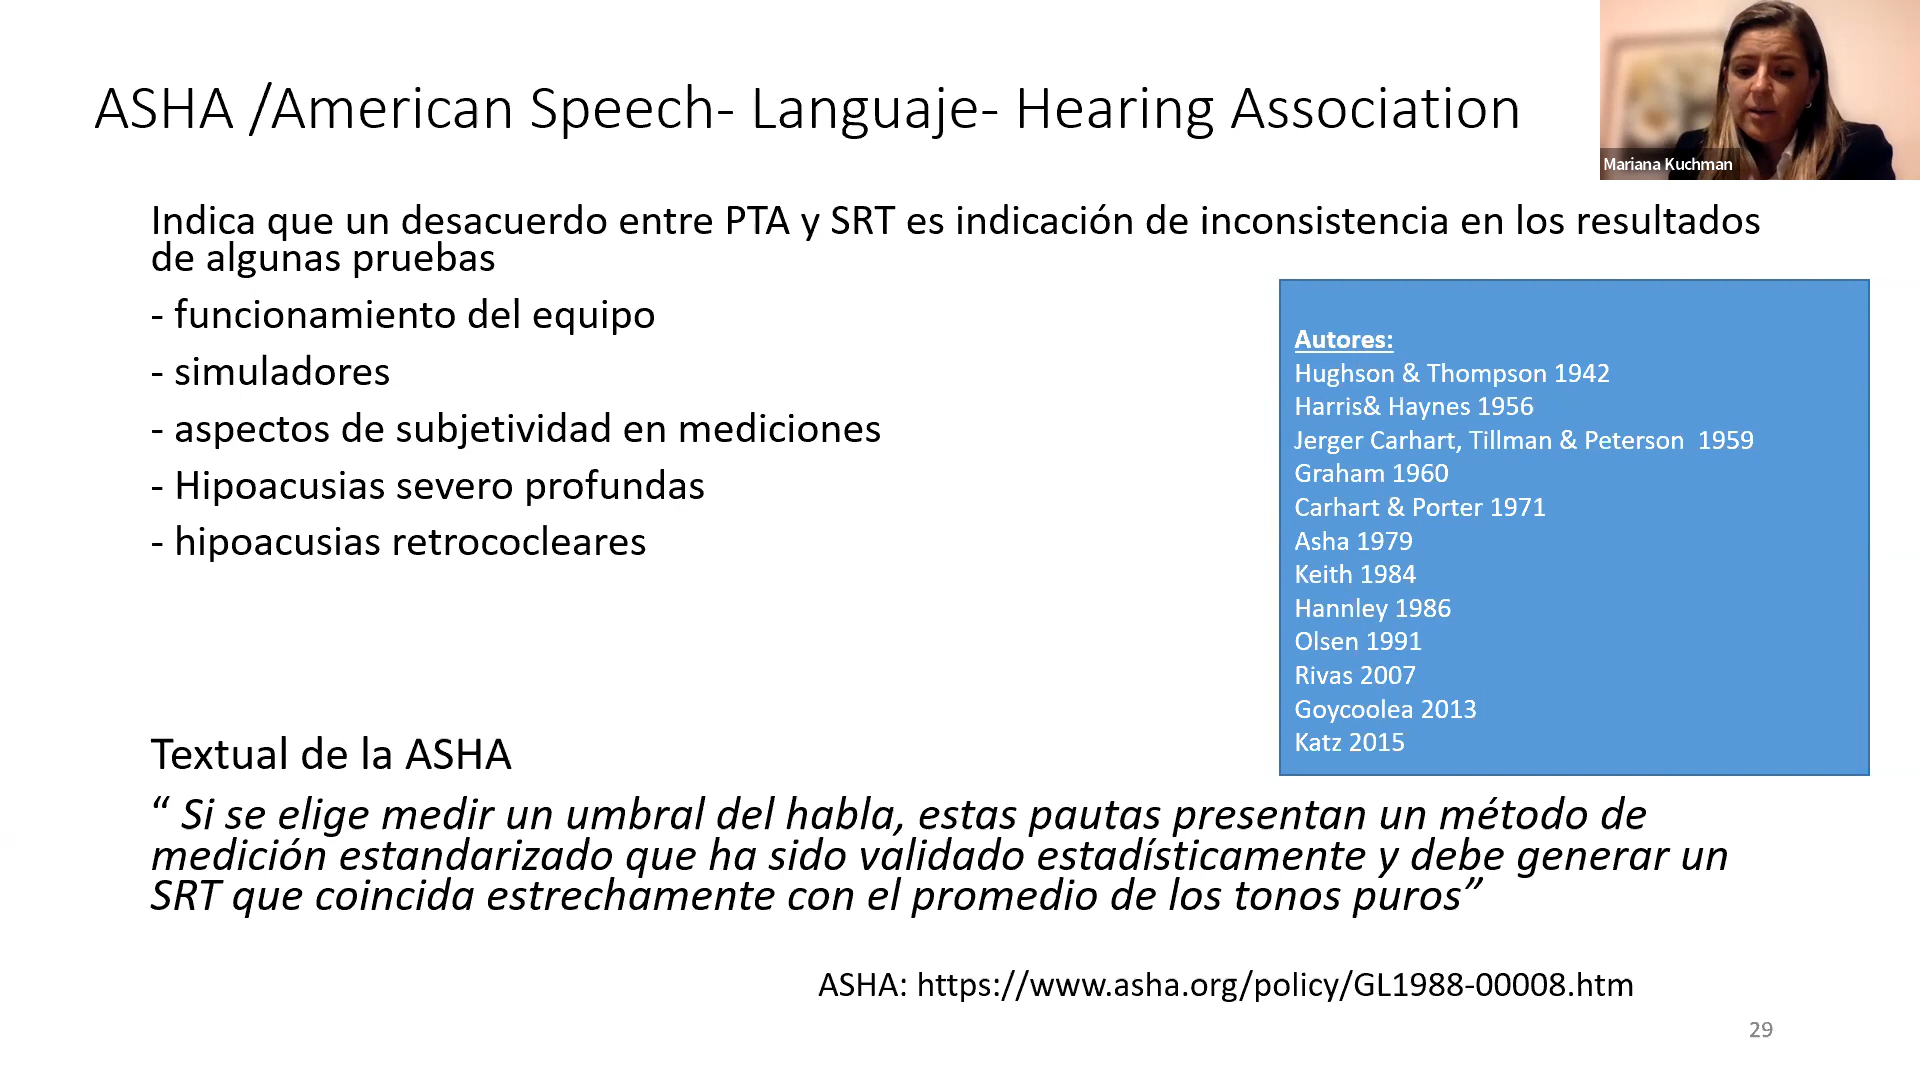 ASHA /American Speech- Languaje- Hearing Association
Mariana Kuchman
Indica que un desacuerdo entre PTA y SRT es indicación de inconsistencia en los resultados
de algunas pruebas
- funcionamiento del equipo
- simuladores
- aspectos de subjetividad en mediciones
- Hipoacusias severo profundas
- hipoacusias retrococleares
Autores:
Hughson & Thompson 1942
Harris& Haynes 1956
Jerger Carhart, Tillman & Peterson  1959
Graham 1960
Carhart & Porter 1971
Asha 1979
Keith 1984
Hannley 1986
Olsen 1991
Rivas 2007
Goycoolea 2013
Katz 2015
Textual de la ASHA
“ Si se elige medir un umbral del habla, estas pautas presentan un método de
medición estandarizado que ha sido validado estadísticamente y debe generar un
SRT que coincida estrechamente con el promedio de los tonos puros”
ASHA: https://www.asha.org/policy/GL1988-00008.htm
29